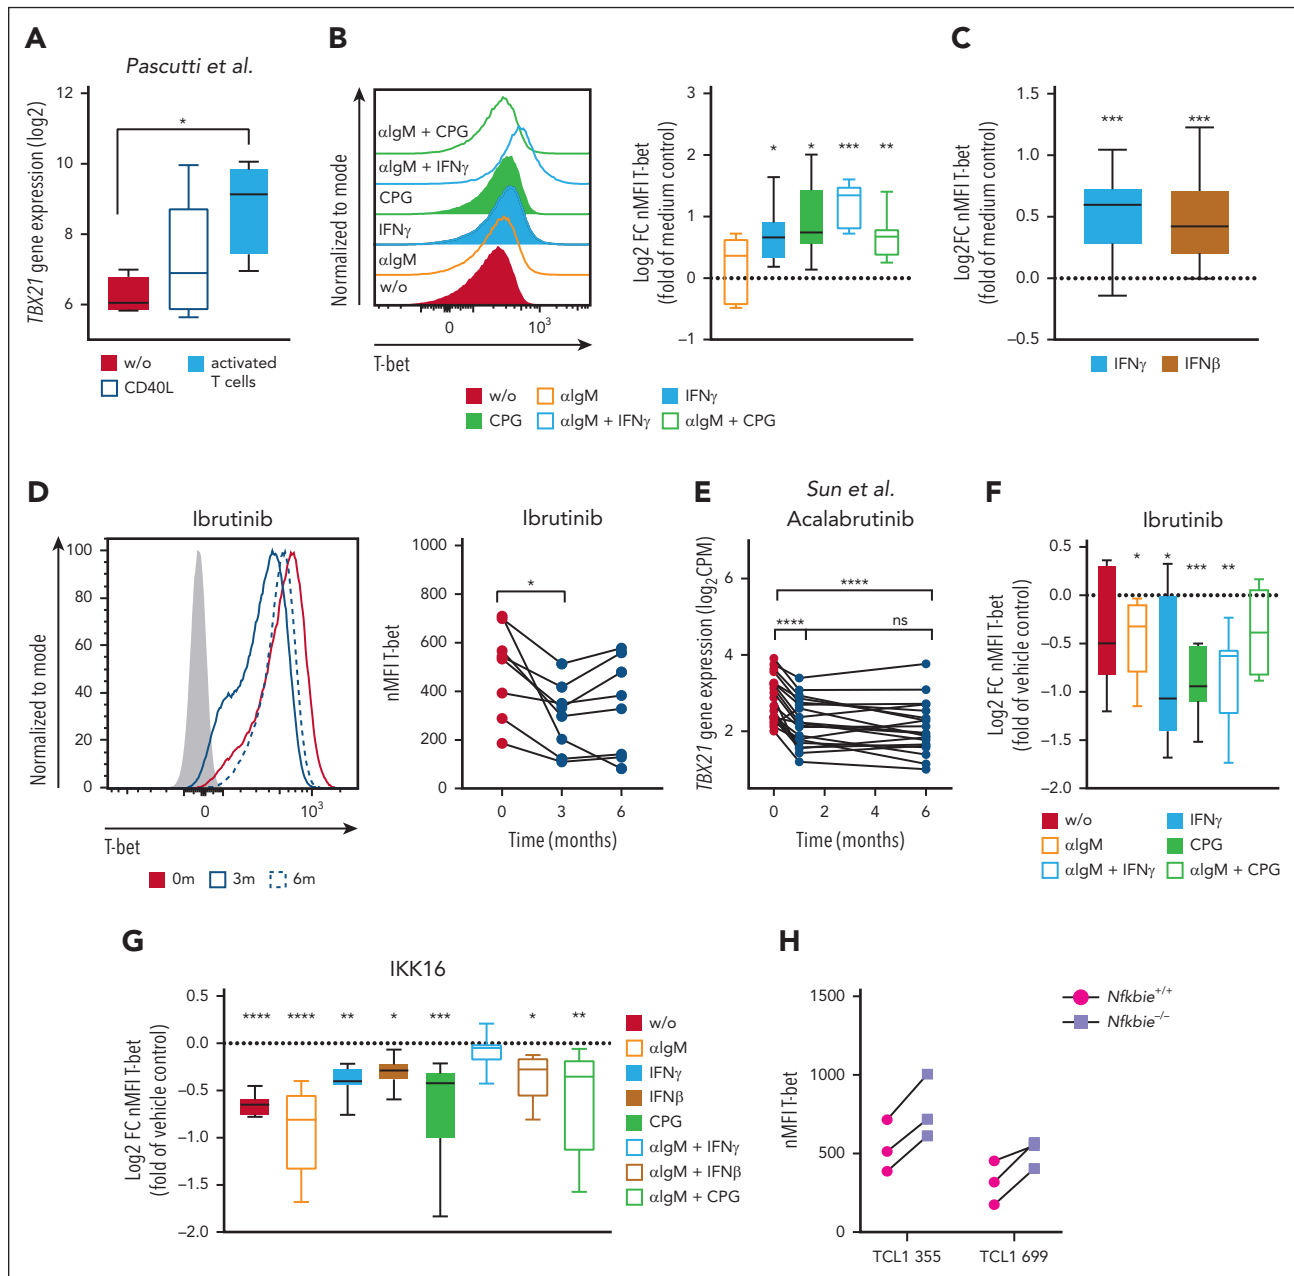 A
Pascutti et al.
TBX21 gene expression (log2)
12
10
8
6
*
w/o
activated
T cells
CD40L
B
Normalized to mode
αIgM + CPG
αIgM + IFNγ
CPG
IFNγ
αIgM
w/o
0
10³
T-bet
Log2 FC nMFI T-bet
(fold of medium control)
3
2
1
0
–1
* * *** **
w/o αIgM IFNγ
CPG αIgM + IFNγ αIgM + CPG
C
Log2FC nMFI T-bet
(fold of medium control)
1.5
1.0
0.5
0.0
–0.5
*** ***
IFNγ IFNβ
D
Ibrutinib
Normalized to mode
100
80
60
40
20
0
0
10³
T-bet
0m 3m 6m
Ibrutinib
nMFI T-bet
1000
800
600
400
200
0
*
0 3 6
Time (months)
E
Sun et al.
Acalabrutinib
TBX21 gene expression (log₂CPM)
6
4
2
****
**** ns
0 2 4 6
Time (months)
F
Ibrutinib
Log2 FC nMFI T-bet
(fold of vehicle control)
0.5
0.0
–0.5
–1.0
–1.5
–2.0
* * *** **
w/o IFNγ
αIgM CPG
αIgM + IFNγ αIgM + CPG
G
IKK16
Log2 FC nMFI T-bet
(fold of vehicle control)
0.5
0.0
–0.5
–1.0
–1.5
–2.0
**** **** ** * *** * **
w/o
αIgM
IFNγ
IFNβ
CPG
αIgM + IFNγ
αIgM + IFNβ
αIgM + CPG
H
nMFI T-bet
1500
1000
500
0
TCL1 355 TCL1 699
Nfkbie+/+
Nfkbie–/–